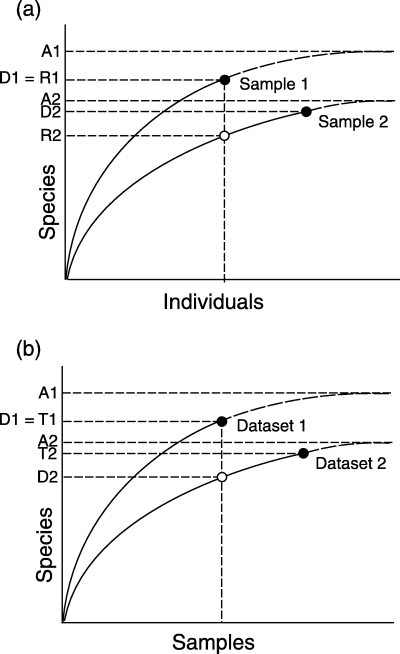 (a)
A1
D1 = R1
Sample 1
A2
D2
Sample 2
R2
Species
Individuals
(b)
A1
D1 = T1
Dataset 1
A2
T2
Dataset 2
D2
Species
Samples